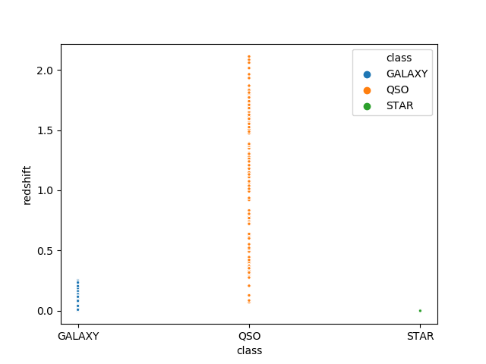 class
GALAXY
QSO
STAR
redshift
2.0
1.5
1.0
0.5
0.0
GALAXY QSO STAR
class